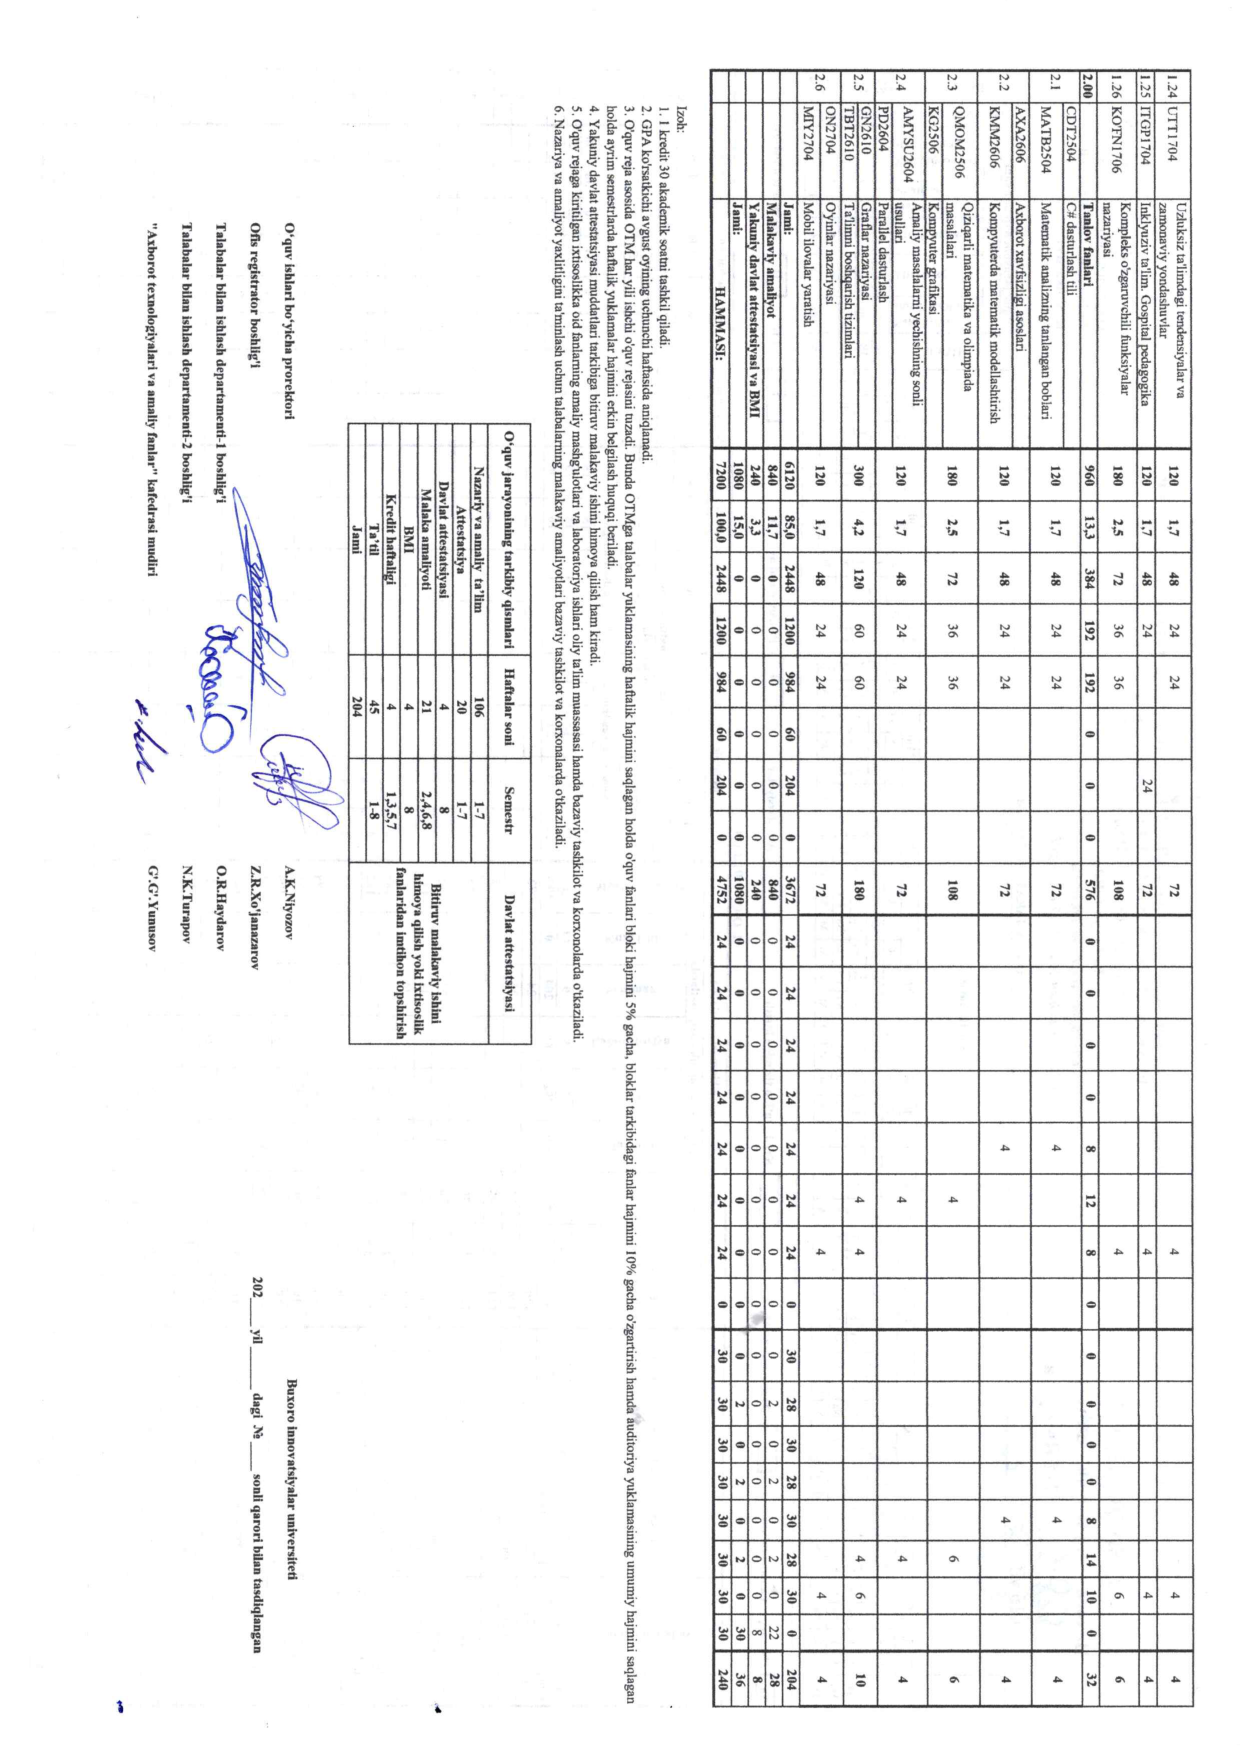 1.24 UTT1704 Uzluksiz ta'limdagi tendensiyalar va zamonaviy yondashuvlar 120 1,7 48 24 24 72 4 4 4
1.25 ITGP1704 Inklyuziv ta'lim. Gospital pedagogika 120 1,7 48 24 24 72 4 4 4
1.26 KO'FN1706 Kompleks o'zgaruvchili funksiyalar nazariyasi 180 2,5 72 36 36 108 4 6 6
2.00 Tanlov fanlari 960 13,3 384 192 192 0 0 0 576 0 0 0 0 8 12 8 0 0 0 0 0 8 14 10 0 32
2.1 CDT2504 C# dasturlash tili
MATB2504 Matematik analizning tanlangan boblari 120 1,7 48 24 24 72 4 4 4
2.2 AXA2606 Axborot xavfsizligi asoslari
KMM2606 Kompyuterda matematik modellashtirish 120 1,7 48 24 24 72 4 4 4
2.3 QMOM2506 Qiziqarli matematika va olimpiada masalalari 180 2,5 72 36 36 108 4 6 6
KG2506 Kompyuter grafikasi
2.4 AMYSU2604 Amaliy masalalarni yechishning sonli usullari 120 1,7 48 24 24 72 4 4 4
PD2604 Parallel dasturlash
2.5 GN2610 Graflar nazariyasi 300 4,2 120 60 60 180 4 4 4 6 10
TBT2610 Ta'limni boshqarish tizimlari
2.6 ON2704 O'yinlar nazariyasi 120 1,7 48 24 24 72 4 4 4
MIY2704 Mobil ilovalar yaratish
Jami: 6120 85,0 2448 1200 984 60 204 0 3672 24 24 24 24 24 24 24 0 30 28 30 28 30 28 30 0 204
Malakaviy amaliyot 840 11,7 0 0 0 0 0 0 840 0 0 0 0 0 0 0 0 0 2 0 2 0 2 0 22 28
Yakuniy davlat attestatsiyasi va BMI 240 3,3 0 0 0 0 0 0 240 0 0 0 0 0 0 0 0 0 0 0 0 0 0 0 8 8
Jami: 1080 15,0 0 0 0 0 0 0 1080 0 0 0 0 0 0 0 0 0 2 0 2 0 2 0 30 36
HAMMASI: 7200 100,0 2448 1200 984 60 204 0 4752 24 24 24 24 24 24 24 0 30 30 30 30 30 30 30 30 240
Izoh:
1. 1 kredit 30 akademik soatni tashkil qiladi.
2. GPA ko'rsatkichi avgust oyining uchunchi haftasida aniqlanadi.
3. O'quv reja asosida OTM har yili ishchi o'quv rejasini tuzadi. Bunda OTMga talabalar yuklamasining haftalik hajmini saqlagan holda o'quv fanlari bloki hajmini 5% gacha, bloklar tarkibidagi fanlar hajmini 10% gacha o'zgartirish hamda auditoriya yuklamasining umumiy hajmini saqlagan
holda ayrim semestrlarda haftalik yuklamalar hajmini erkin belgilash huquqi beriladi.
4. Yakuniy davlat attestatsiyasi muddatlari tarkibiga bitiruv malakaviy ishini himoya qilish ham kiradi.
5. O'quv rejaga kiritilgan ixtisoslikka oid fanlarning amaliy mashg'ulotlari va laboratoriya ishlari oliy ta'lim muassasasi hamda bazaviy tashkilot va korxonolarda o'tkaziladi.
6. Nazariya va amaliyot yaxlitligini ta'minlash uchun talabalarning malakaviy amaliyotlari bazaviy tashkilot va korxonalarda o'tkaziladi.
O‘quv jarayonining tarkibiy qismlari Haftalar soni Semestr Davlat attestatsiyasi
Nazariy va amaliy ta’lim 106 1-7
Attestatsiya 20 1-7
Davlat attestatsiyasi 4 8
Malaka amaliyoti 21 2,4,6,8
BMI 4 8
Kredit haftaligi 4 1,3,5,7
Ta’til 45 1-8
Jami 204
Bitiruv malakaviy ishini
himoya qilish yoki ixtisoslik
fanlaridan imtihon topshirish
O'quv ishlari bo'yicha prorektori A.K.Niyozov
Ofis registrator boshlig'i Z.R.Xo'janazarov
Talabalar bilan ishlash departamenti-1 boshlig'i O.R.Haydarov
Talabalar bilan ishlash departamenti-2 boshlig'i N.K.Turapov
"Axborot texnologiyalari va amaliy fanlar" kafedrasi mudiri G'.G'.Yunusov
Buxoro innovatsiyalar universiteti
202____ yil ______ dagi № ____ sonli qarori bilan tasdiqlangan